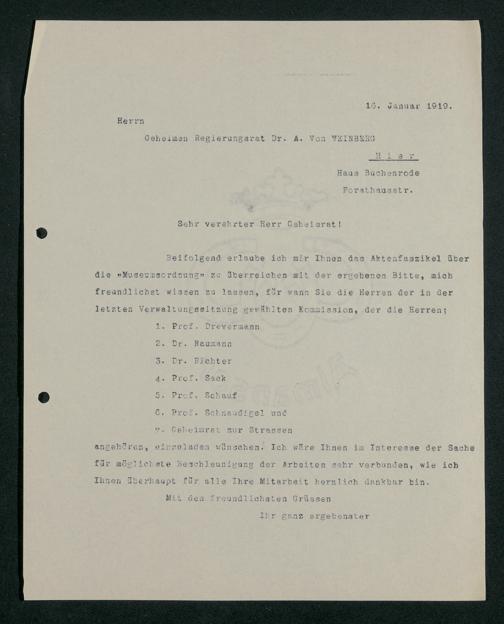 16. Januar 1919.
Herrn
Geheimen Regierungsrat Dr. A. Von WEINBERG
Hier
Haus Buchenrode
Forsthausstr.
Sehr verehrter Herr Geheimrat!
Beifolgend erlaube ich mir Ihnen das Aktenfaszikel über
die "Museumsordnung" zu überreichen mit der ergebenen Bitte, mich
freundlichst wissen zu lassen, für wann Sie die Herren der in der
letzten Verwaltungssitzung gewählten Kommission, der die Herren;
1. Prof. Drevermann
2. Dr. Naumann
3. Dr. Richter
4. Prof. Sack
5. Prof. Schauf
6. Prof. Schnaudigel und
7. Geheimrat zur Strassen
angehören, einzuladen wünschen. Ich wäre Ihnen im Interesse der Sache
für möglichste Beschleunigung der Arbeiten sehr verbunden, wie ich
Ihnen überhaupt für alle Ihre Mitarbeit herzlich dankbar bin.
Mit den freundlichsten Grüssen
Ihr ganz ergebenster